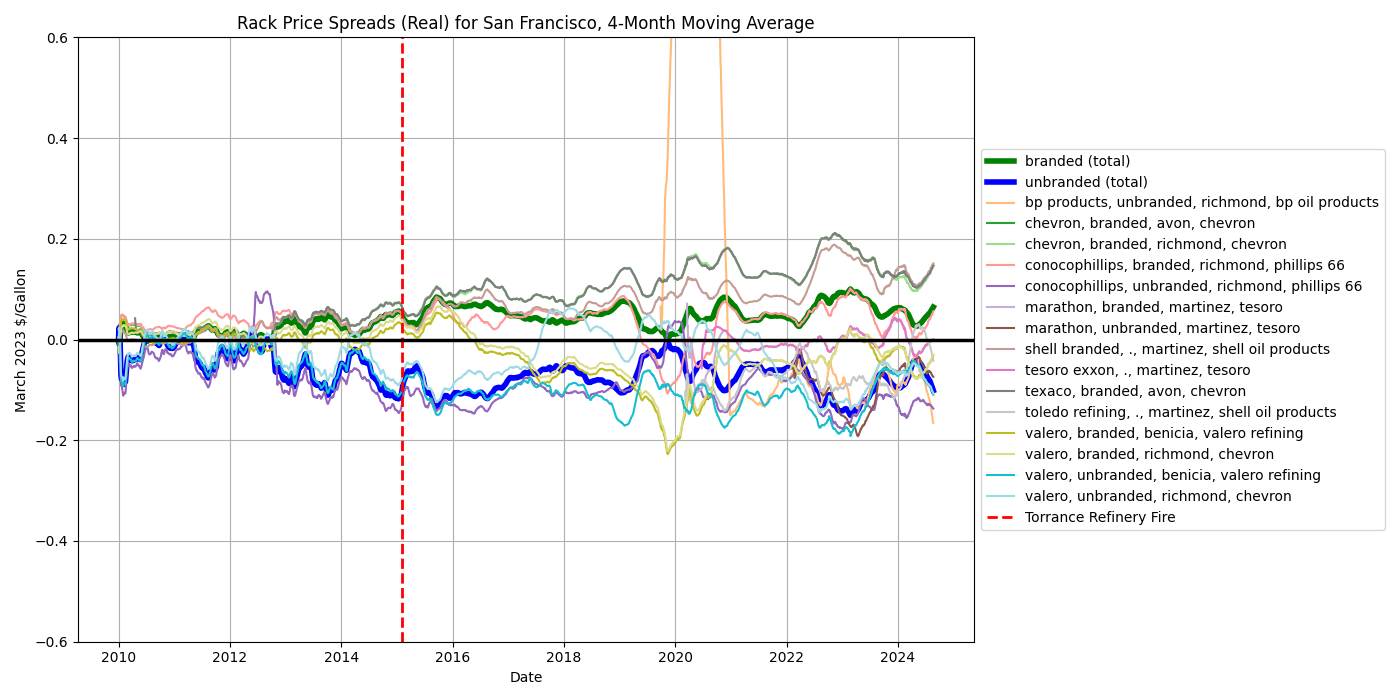 Rack Price Spreads (Real) for San Francisco, 4-Month Moving Average
March 2023 $/Gallon
0.6
0.4
0.2
0.0
−0.2
−0.4
−0.6
2010 2012 2014 2016 2018 2020 2022 2024
Date
branded (total)
unbranded (total)
bp products, unbranded, richmond, bp oil products
chevron, branded, avon, chevron
chevron, branded, richmond, chevron
conocophillips, branded, richmond, phillips 66
conocophillips, unbranded, richmond, phillips 66
marathon, branded, martinez, tesoro
marathon, unbranded, martinez, tesoro
shell branded, ., martinez, shell oil products
tesoro exxon, ., martinez, tesoro
texaco, branded, avon, chevron
toledo refining, ., martinez, shell oil products
valero, branded, benicia, valero refining
valero, branded, richmond, chevron
valero, unbranded, benicia, valero refining
valero, unbranded, richmond, chevron
Torrance Refinery Fire